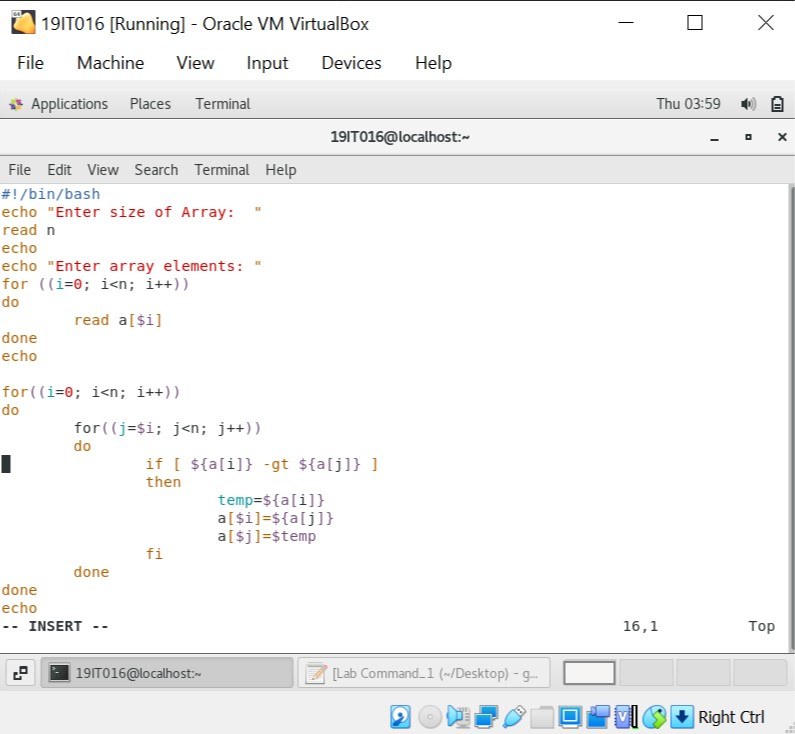 19IT016 [Running] - Oracle VM VirtualBox
File Machine View Input Devices Help
Applications Places Terminal Thu 03:59
19IT016@localhost:~
File Edit View Search Terminal Help
#!/bin/bash
echo "Enter size of Array:  "
read n
echo
echo "Enter array elements: "
for ((i=0; i<n; i++))
do
        read a[$i]
done
echo

for((i=0; i<n; i++))
do
        for((j=$i; j<n; j++))
        do
                if [ ${a[i]} -gt ${a[j]} ]
                then
                        temp=${a[i]}
                        a[$i]=${a[j]}
                        a[$j]=$temp
                fi
        done
done
echo
-- INSERT -- 16,1 Top
19IT016@localhost:~ [Lab Command_1 (~/Desktop) - g...
Right Ctrl